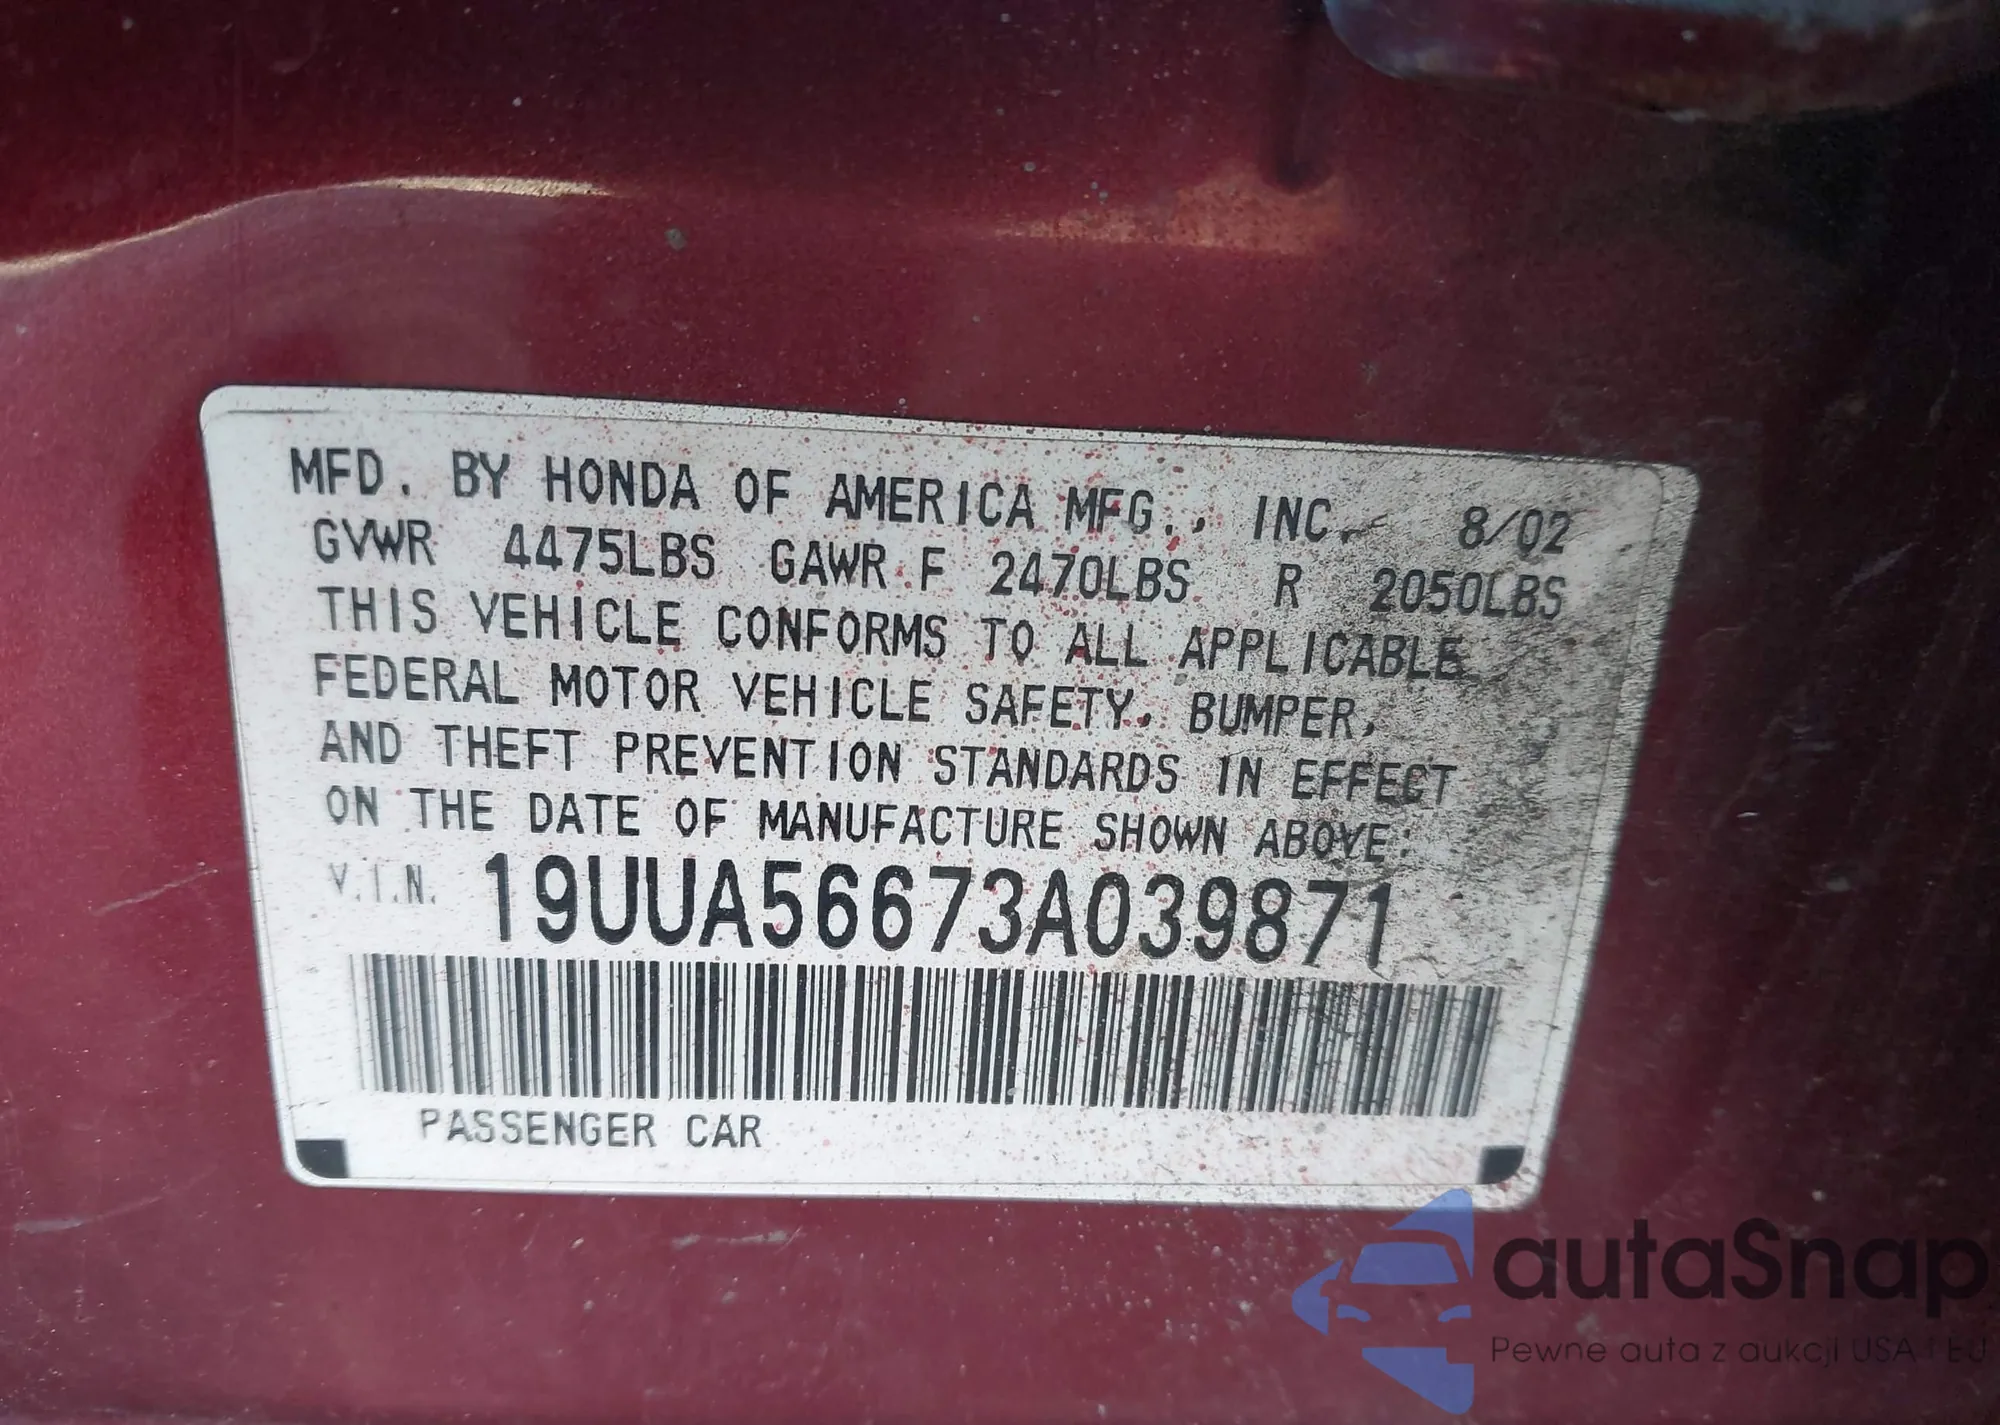 MFD. BY HONDA OF AMERICA MFG., INC. 8/02
GVWR 4475LBS GAWR F 2470LBS R 2050LBS
THIS VEHICLE CONFORMS TO ALL APPLICABLE
FEDERAL MOTOR VEHICLE SAFETY, BUMPER,
AND THEFT PREVENTION STANDARDS IN EFFECT
ON THE DATE OF MANUFACTURE SHOWN ABOVE:
V.I.N. 19UUA56673A039871
PASSENGER CAR
autaSnap
Pewne auta z aukcji USA i EU